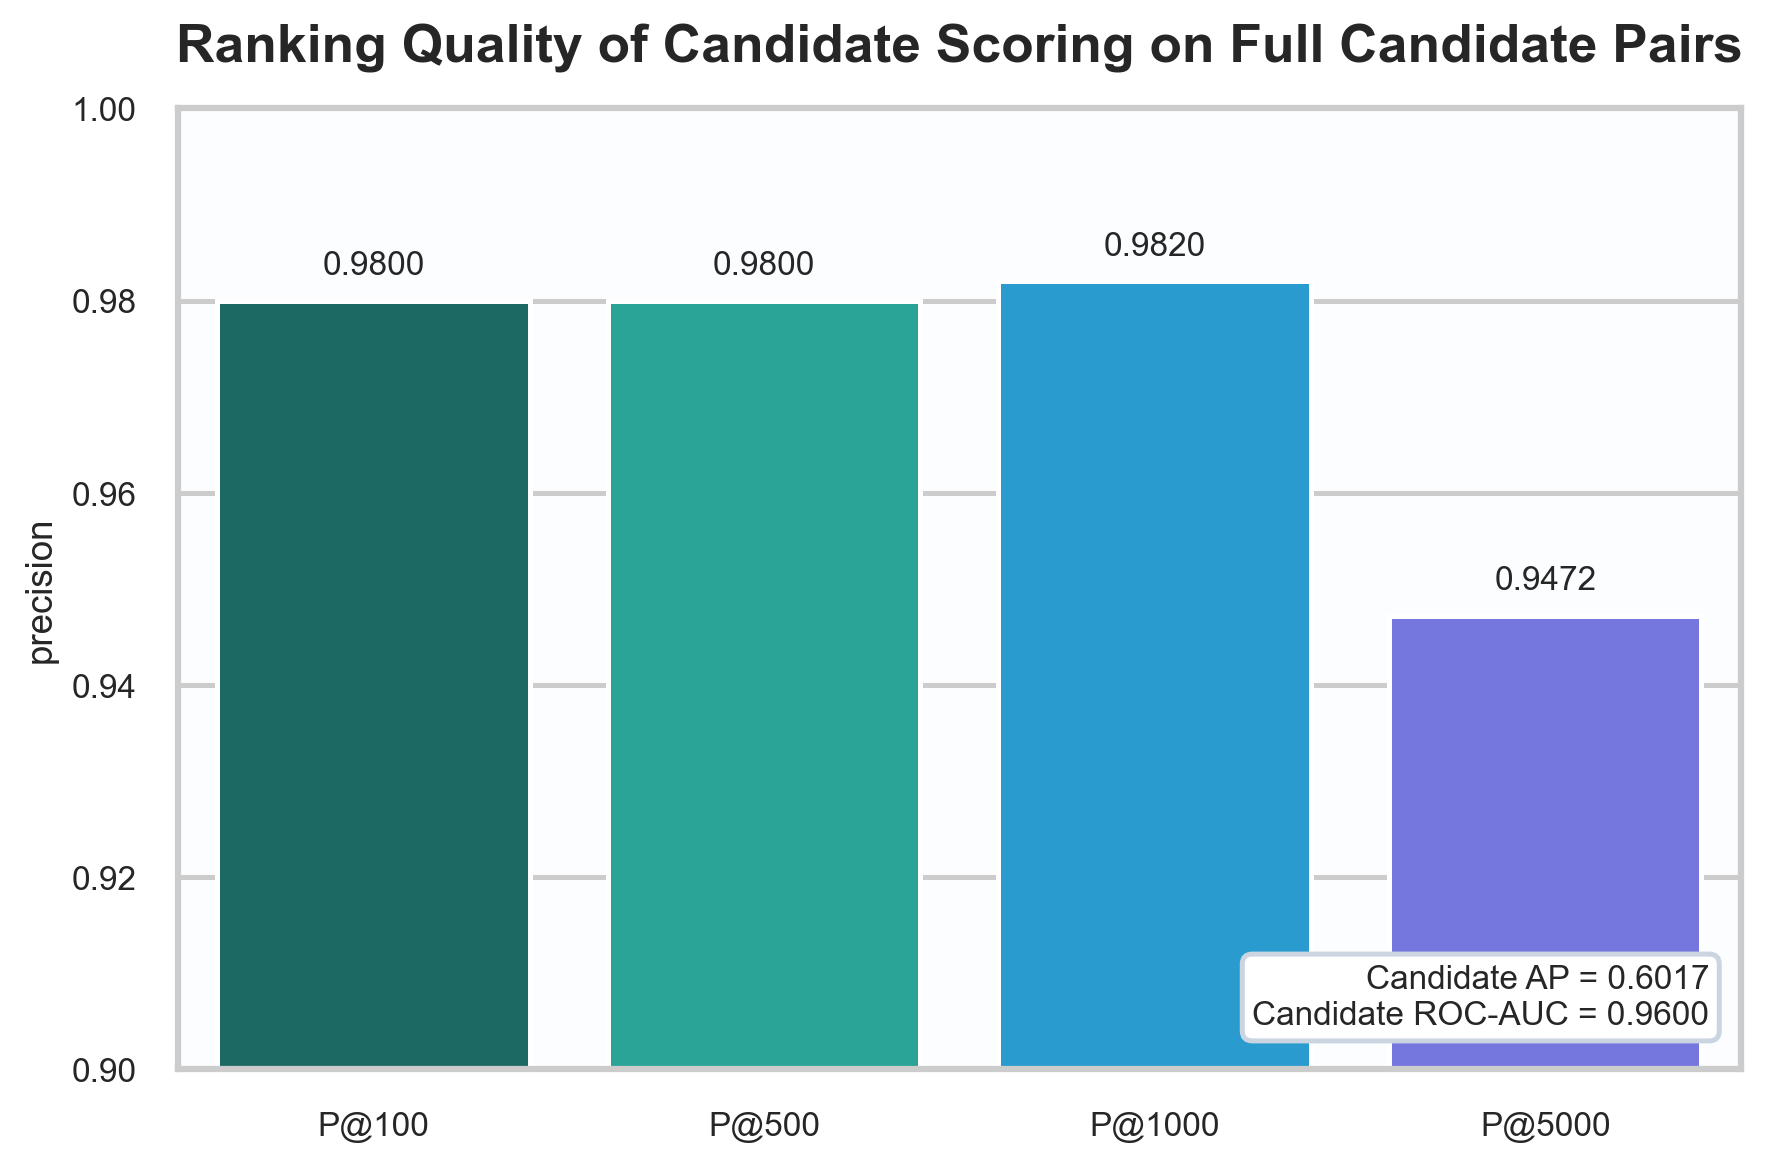 Ranking Quality of Candidate Scoring on Full Candidate Pairs
1.00
0.98
0.96
0.94
0.92
0.90
precision
0.9800
0.9800
0.9820
0.9472
Candidate AP = 0.6017
Candidate ROC-AUC = 0.9600
P@100
P@500
P@1000
P@5000